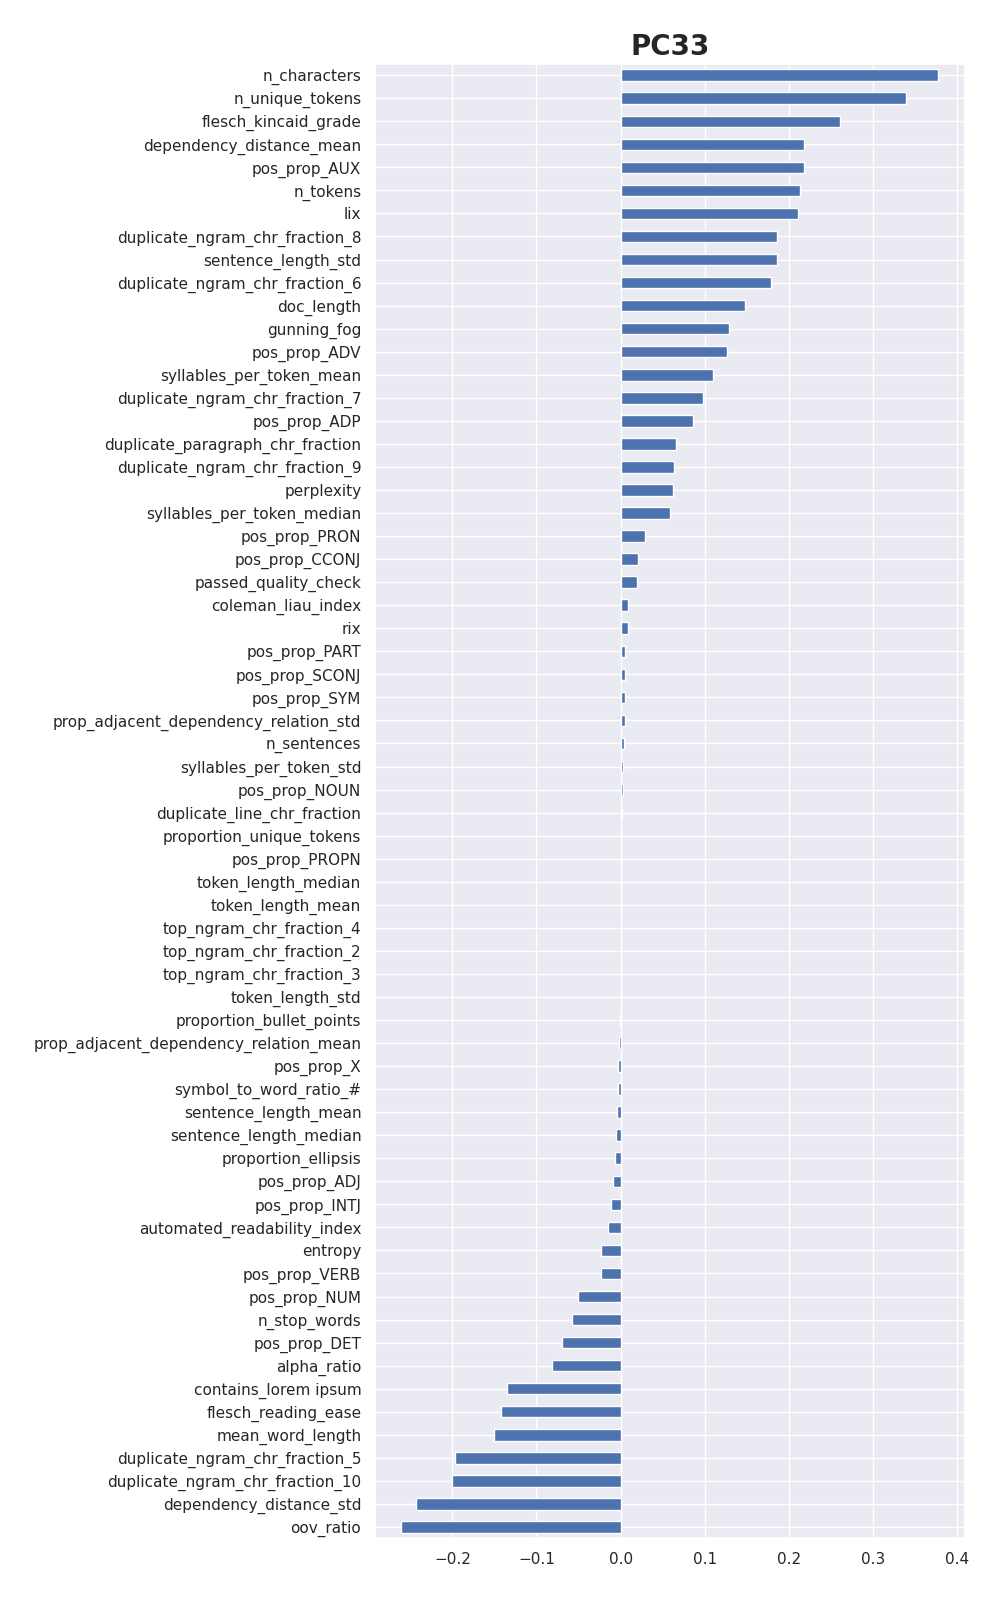 PC33
n_characters
n_unique_tokens
flesch_kincaid_grade
dependency_distance_mean
pos_prop_AUX
n_tokens
lix
duplicate_ngram_chr_fraction_8
sentence_length_std
duplicate_ngram_chr_fraction_6
doc_length
gunning_fog
pos_prop_ADV
syllables_per_token_mean
duplicate_ngram_chr_fraction_7
pos_prop_ADP
duplicate_paragraph_chr_fraction
duplicate_ngram_chr_fraction_9
perplexity
syllables_per_token_median
pos_prop_PRON
pos_prop_CCONJ
passed_quality_check
coleman_liau_index
rix
pos_prop_PART
pos_prop_SCONJ
pos_prop_SYM
prop_adjacent_dependency_relation_std
n_sentences
syllables_per_token_std
pos_prop_NOUN
duplicate_line_chr_fraction
proportion_unique_tokens
pos_prop_PROPN
token_length_median
token_length_mean
top_ngram_chr_fraction_4
top_ngram_chr_fraction_2
top_ngram_chr_fraction_3
token_length_std
proportion_bullet_points
prop_adjacent_dependency_relation_mean
pos_prop_X
symbol_to_word_ratio_#
sentence_length_mean
sentence_length_median
proportion_ellipsis
pos_prop_ADJ
pos_prop_INTJ
automated_readability_index
entropy
pos_prop_VERB
pos_prop_NUM
n_stop_words
pos_prop_DET
alpha_ratio
contains_lorem ipsum
flesch_reading_ease
mean_word_length
duplicate_ngram_chr_fraction_5
duplicate_ngram_chr_fraction_10
dependency_distance_std
oov_ratio
−0.2 −0.1 0.0 0.1 0.2 0.3 0.4